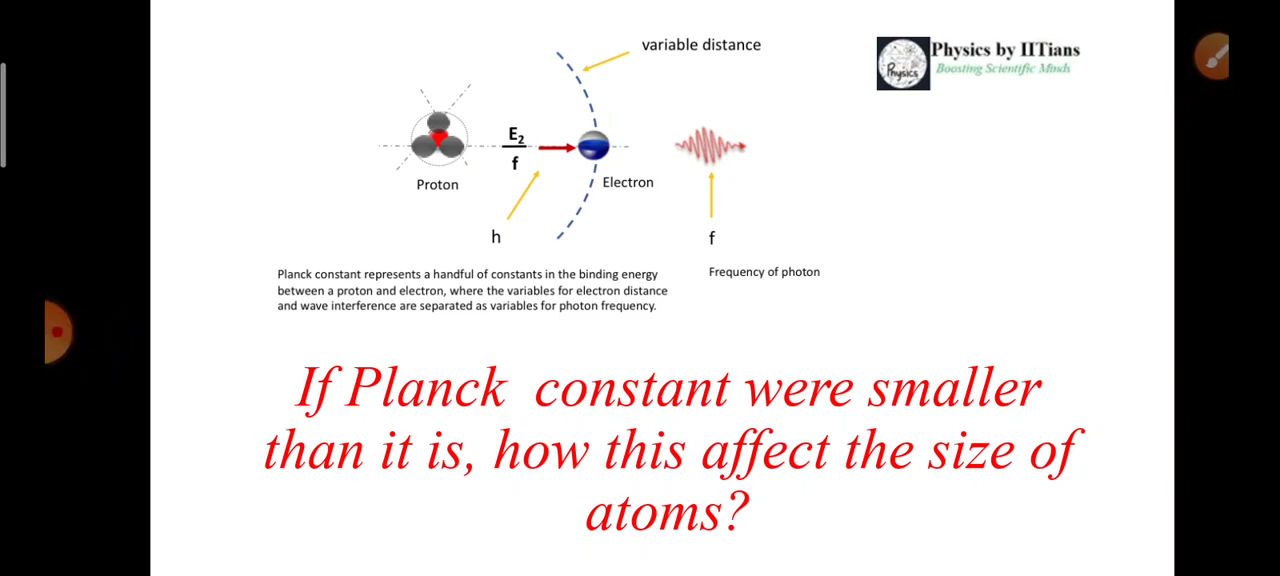 variable distance
Physics by IITians
Boosting Scientific Minds
Physics
E₂
f
Proton
Electron
h
f
Planck constant represents a handful of constants in the binding energy
between a proton and electron, where the variables for electron distance
and wave interference are separated as variables for photon frequency.
Frequency of photon
If Planck constant were smaller
than it is, how this affect the size of
atoms?